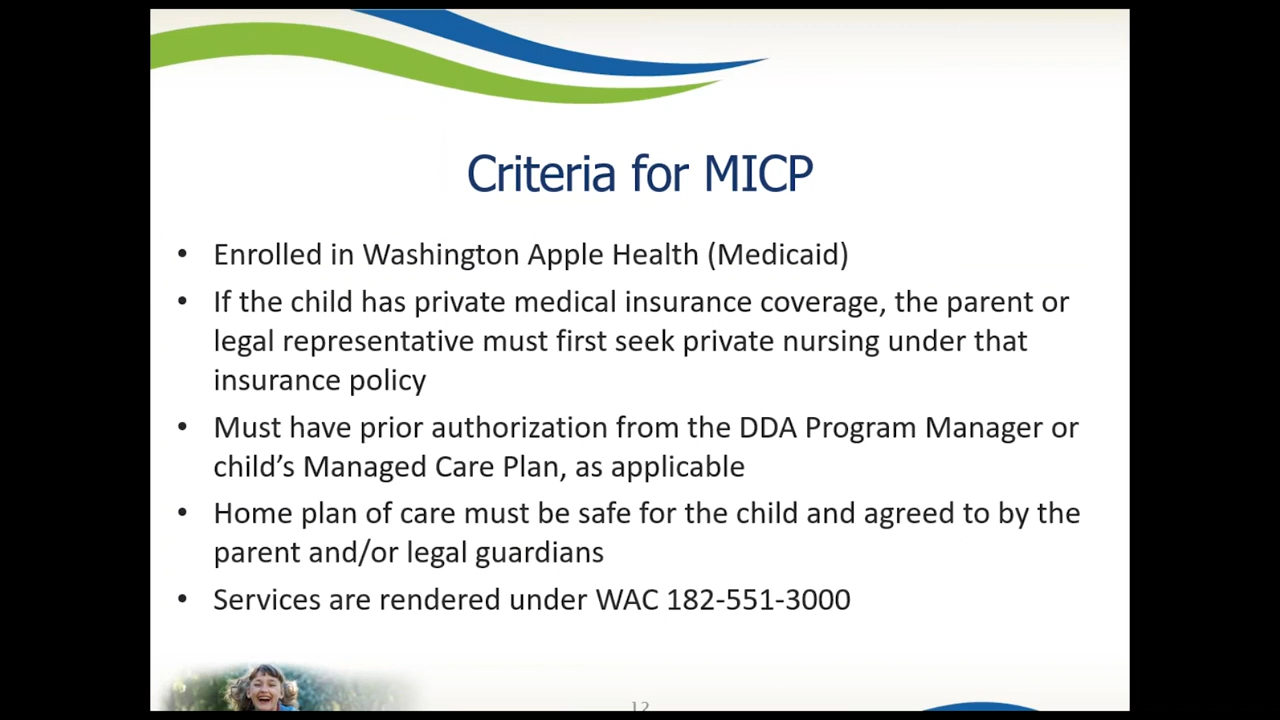 Criteria for MICP
• Enrolled in Washington Apple Health (Medicaid)
• If the child has private medical insurance coverage, the parent or
legal representative must first seek private nursing under that
insurance policy
• Must have prior authorization from the DDA Program Manager or
child’s Managed Care Plan, as applicable
• Home plan of care must be safe for the child and agreed to by the
parent and/or legal guardians
• Services are rendered under WAC 182-551-3000
12